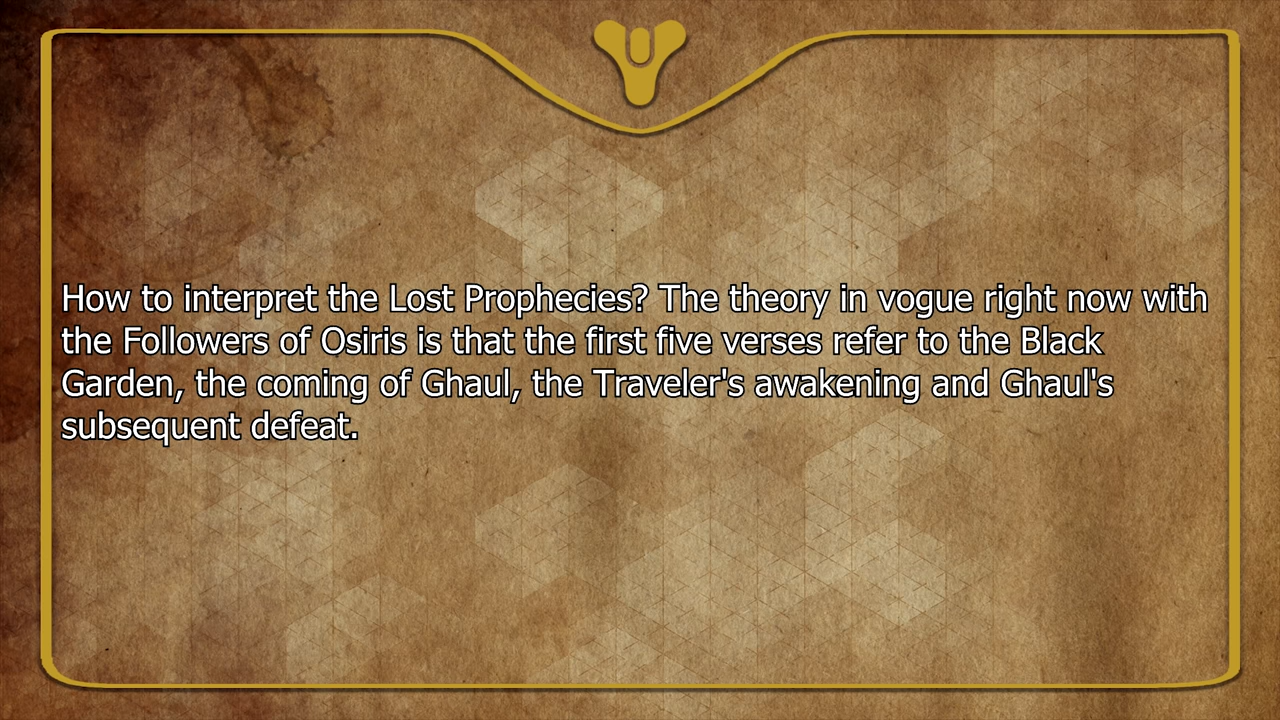 How to interpret the Lost Prophecies? The theory in vogue right now with
the Followers of Osiris is that the first five verses refer to the Black
Garden, the coming of Ghaul, the Traveler's awakening and Ghaul's
subsequent defeat.